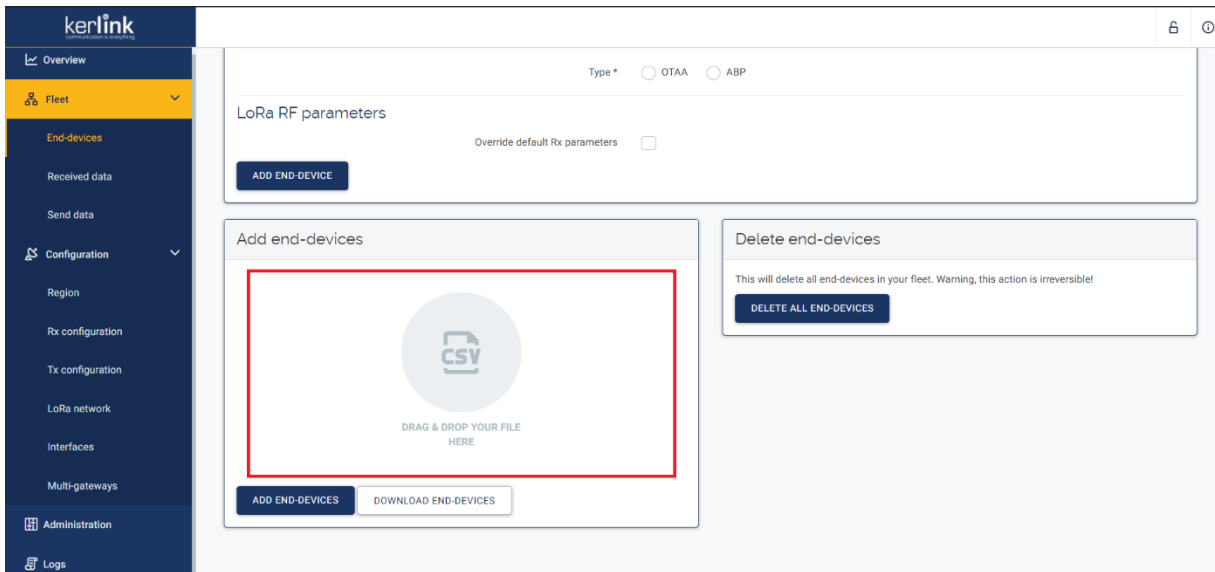 kerlink
communication is everything
Overview
Fleet
End-devices
Received data
Send data
Configuration
Region
Rx configuration
Tx configuration
LoRa network
Interfaces
Multi-gateways
Administration
Logs
Type * OTAA ABP
LoRa RF parameters
Override default Rx parameters
ADD END-DEVICE
Add end-devices
CSV
DRAG & DROP YOUR FILE
HERE
ADD END-DEVICES DOWNLOAD END-DEVICES
Delete end-devices
This will delete all end-devices in your fleet. Warning, this action is irreversible!
DELETE ALL END-DEVICES